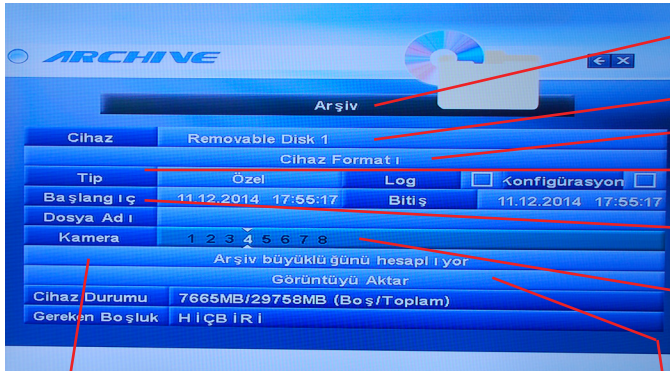 ARCHIVE
Arşiv
Cihaz Removable Disk 1
Cihaz Formatı
Tip Özel Log Konfigürasyon
Başlangıç 11.12.2014 17:55:17 Bitiş 11.12.2014 17:55:17
Dosya Adı
Kamera 1 2 3 4 5 6 7 8
Arşiv büyüklüğünü hesaplıyor
Görüntüyü Aktar
Cihaz Durumu 7665MB/29758MB (Boş/Toplam)
Gereken Boşluk HİÇBİRİ